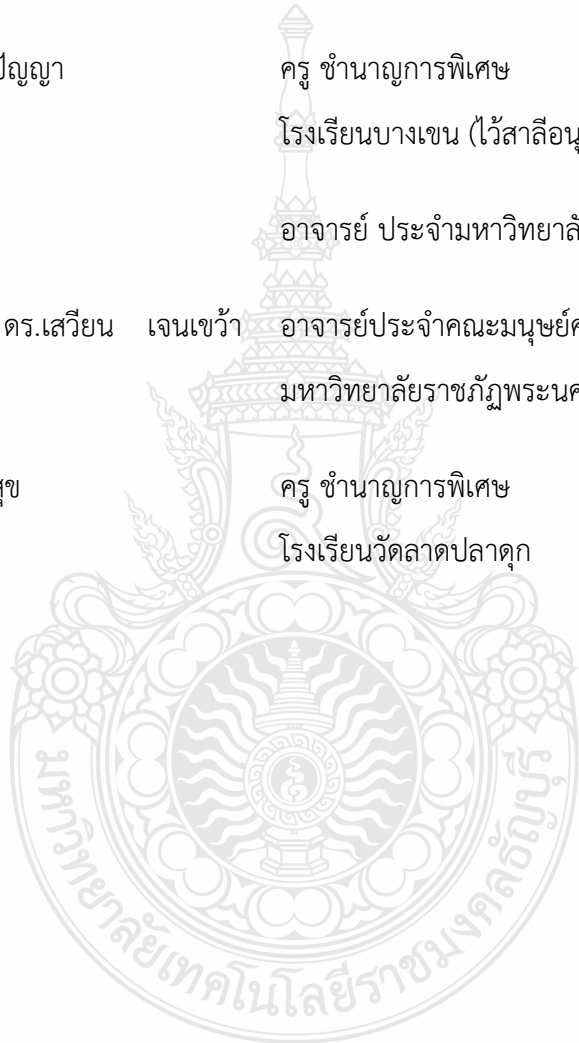 ปัญญา ครู ชำนาญการพิเศษ
โรงเรียนบางเขน (ไว้สาลีอนุ
อาจารย์ ประจำมหาวิทยาลั
ดร.เสวียน เจนเขว้า อาจารย์ประจำคณะมนุษย์ศ
มหาวิทยาลัยราชภัฏพระนค
สุข ครู ชำนาญการพิเศษ
โรงเรียนวัดลาดปลาดุก
มหาวิทยาลัยเทคโนโลยีราชมงคลธัญบุรี